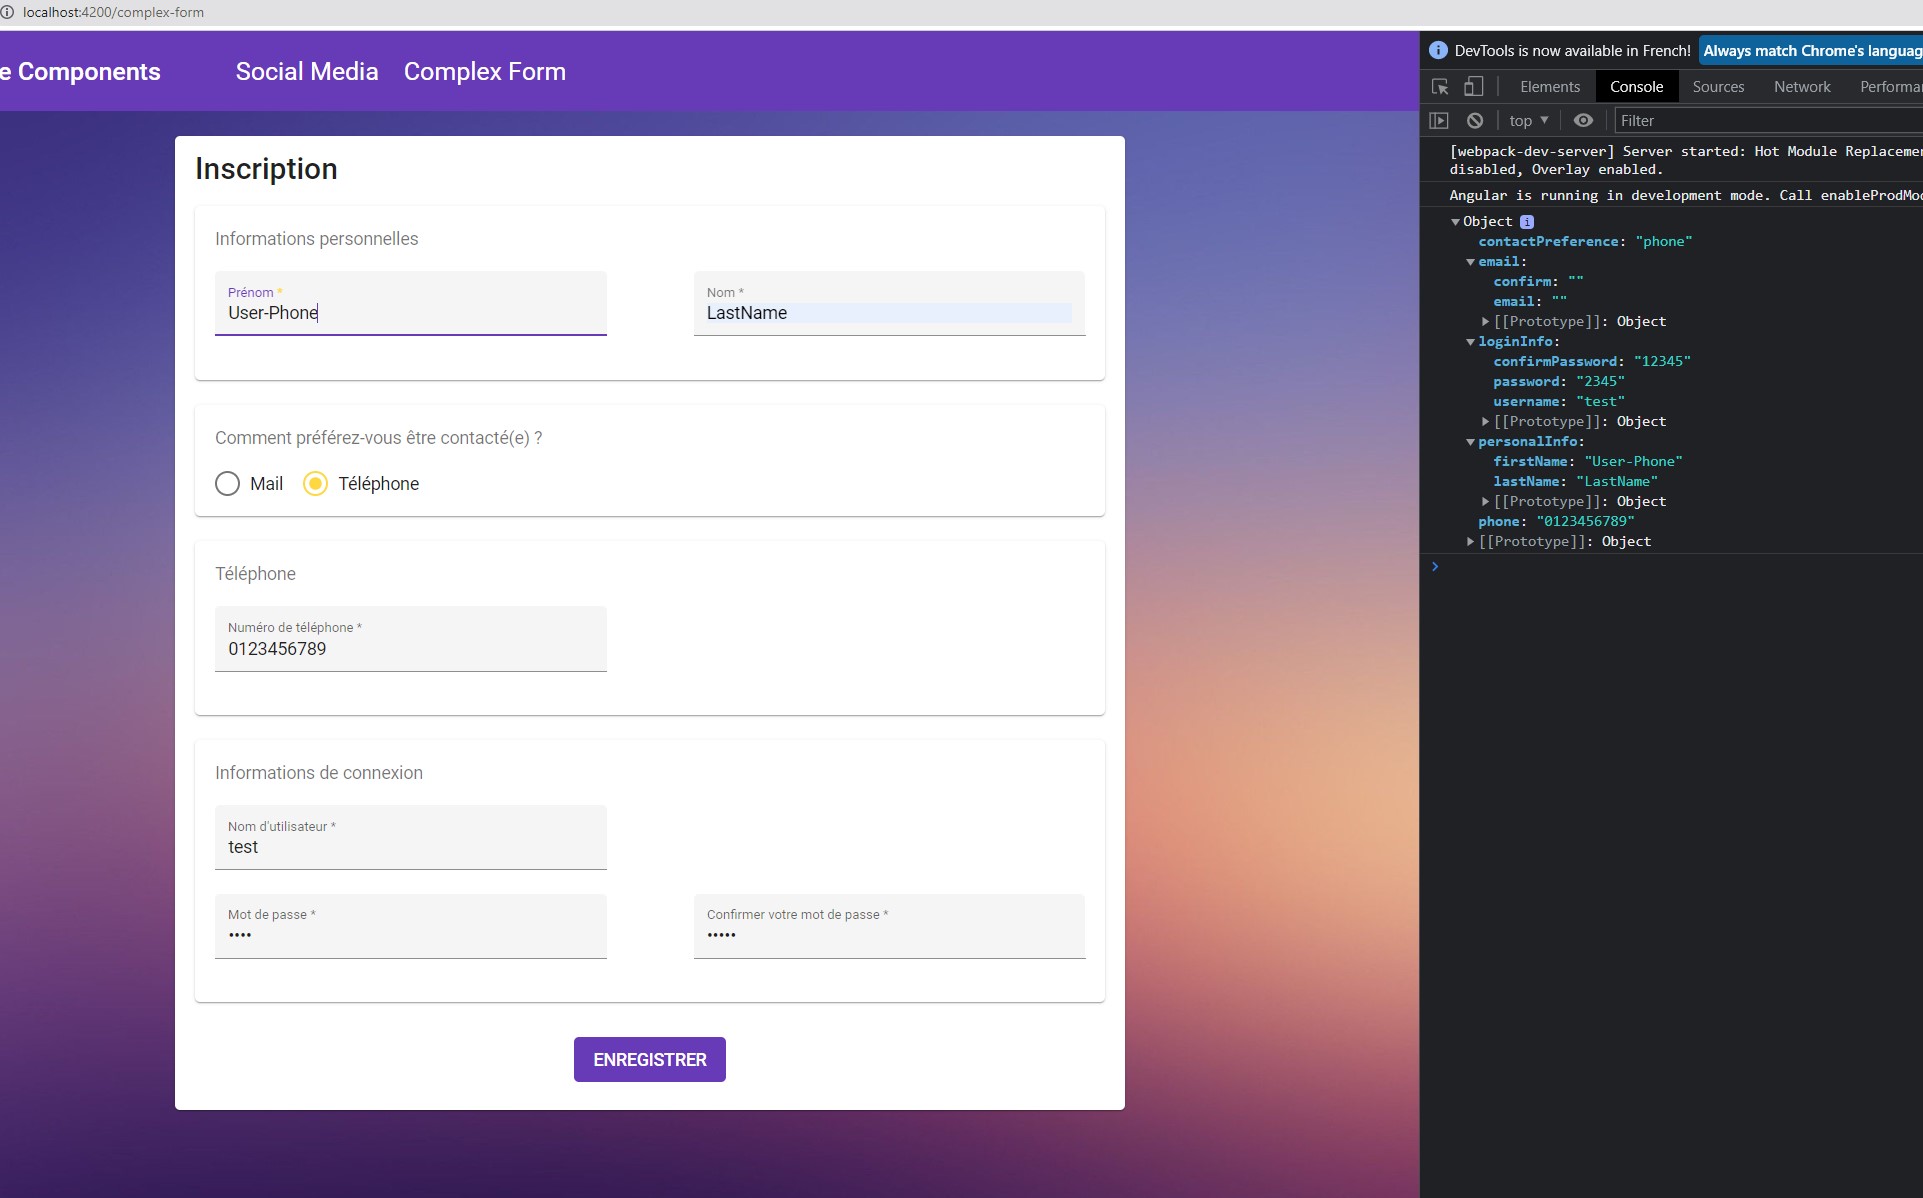 localhost:4200/complex-form
e Components
Social Media
Complex Form
Inscription
Informations personnelles
Prénom *
User-Phone
Nom *
LastName
Comment préférez-vous être contacté(e) ?
Mail
Téléphone
Téléphone
Numéro de téléphone *
0123456789
Informations de connexion
Nom d'utilisateur *
test
Mot de passe *
••••
Confirmer votre mot de passe *
•••••
ENREGISTRER
DevTools is now available in French!
Always match Chrome's languag
Elements
Console
Sources
Network
Performa
top
Filter
[webpack-dev-server] Server started: Hot Module Replacemen
disabled, Overlay enabled.
Angular is running in development mode. Call enableProdMod
Object i
contactPreference: "phone"
email:
confirm: ""
email: ""
[[Prototype]]: Object
loginInfo:
confirmPassword: "12345"
password: "2345"
username: "test"
[[Prototype]]: Object
personalInfo:
firstName: "User-Phone"
lastName: "LastName"
[[Prototype]]: Object
phone: "0123456789"
[[Prototype]]: Object